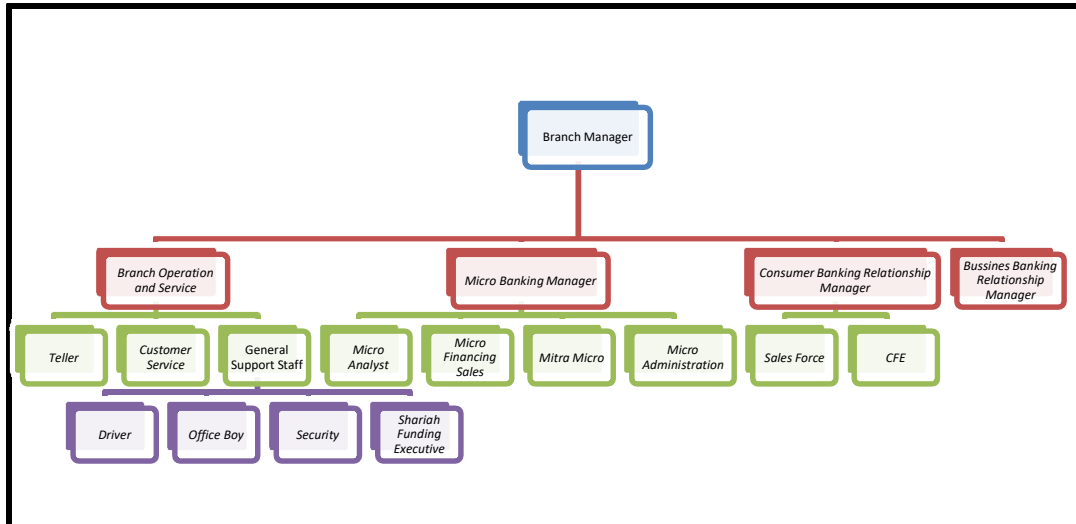 Branch Manager
Branch Operation
and Service
Micro Banking Manager
Consumer Banking Relationship
Manager
Bussines Banking
Relationship
Manager
Teller
Customer
Service
General
Support Staff
Micro
Analyst
Micro
Financing
Sales
Mitra Micro
Micro
Administration
Sales Force
CFE
Driver
Office Boy
Security
Shariah
Funding
Executive